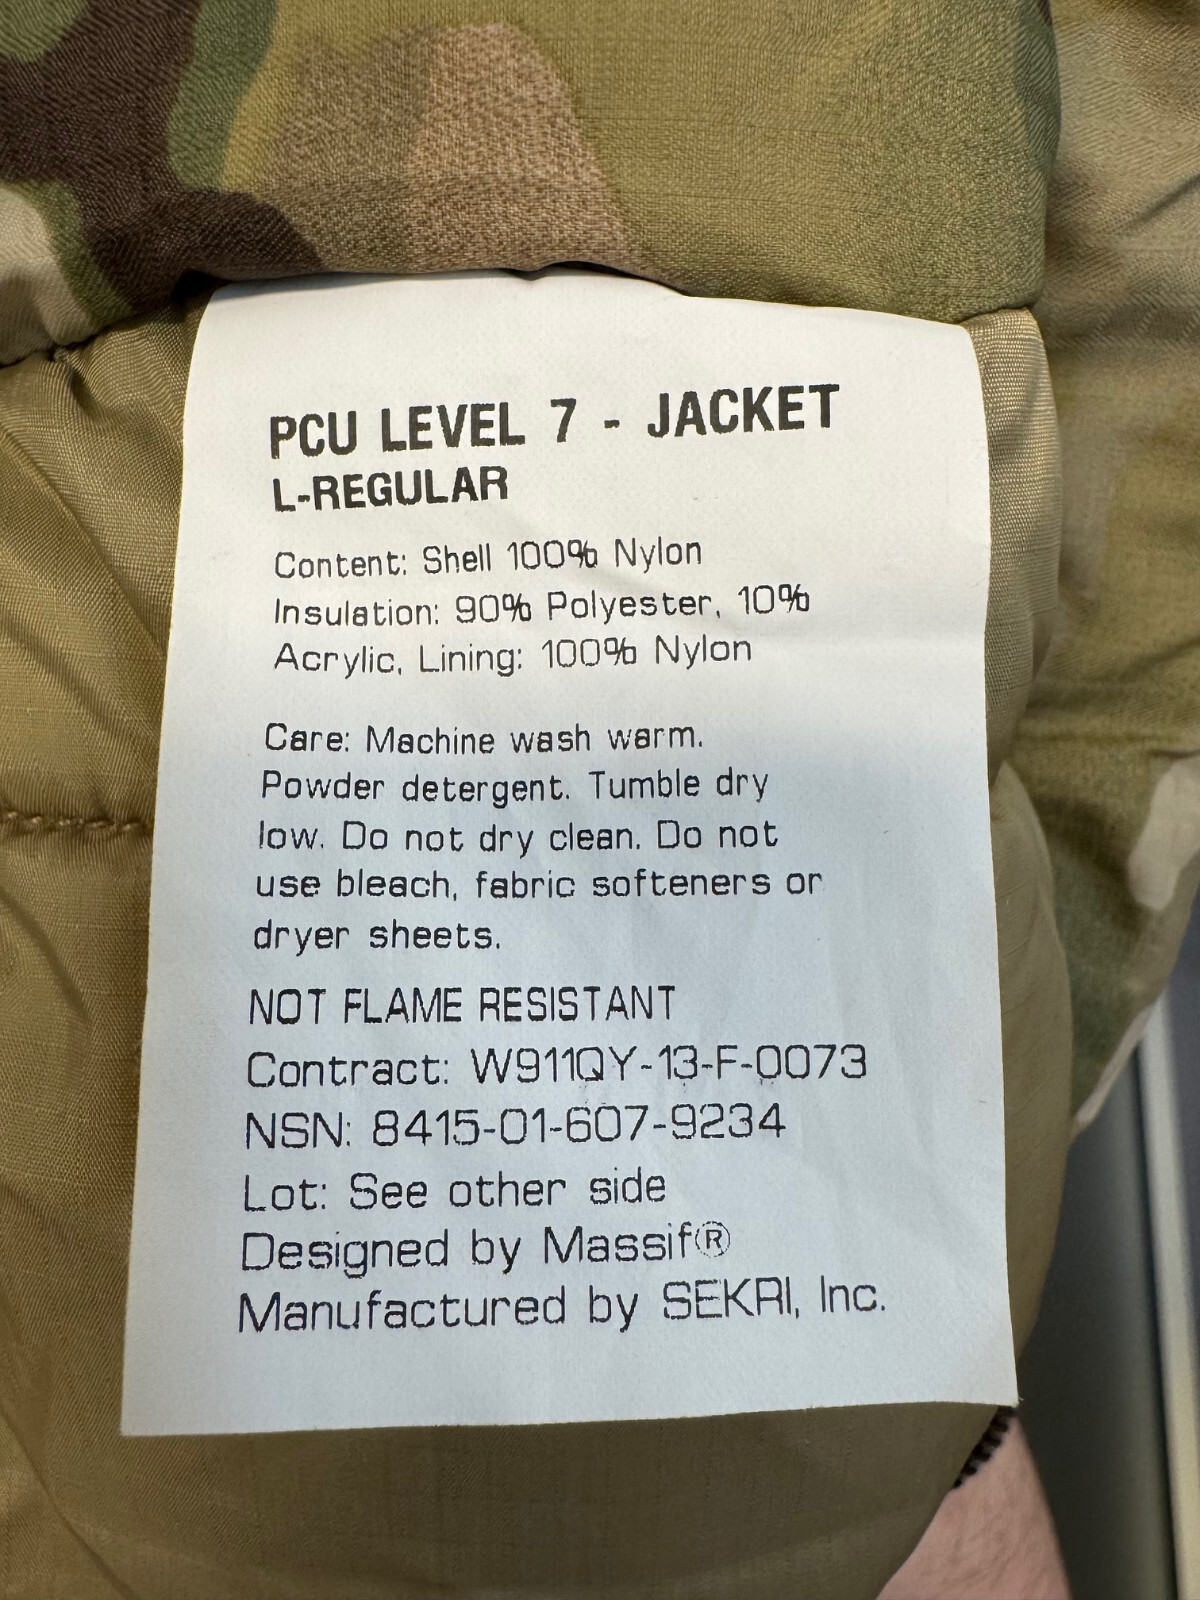 PCU LEVEL 7 - JACKET
L-REGULAR
Content: Shell 100% Nylon
Insulation: 90% Polyester, 10%
Acrylic, Lining: 100% Nylon
Care: Machine wash warm.
Powder detergent. Tumble dry
low. Do not dry clean. Do not
use bleach, fabric softeners or
dryer sheets.
NOT FLAME RESISTANT
Contract: W911QY-13-F-0073
NSN: 8415-01-607-9234
Lot: See other side
Designed by Massif®
Manufactured by SEKRI, Inc.